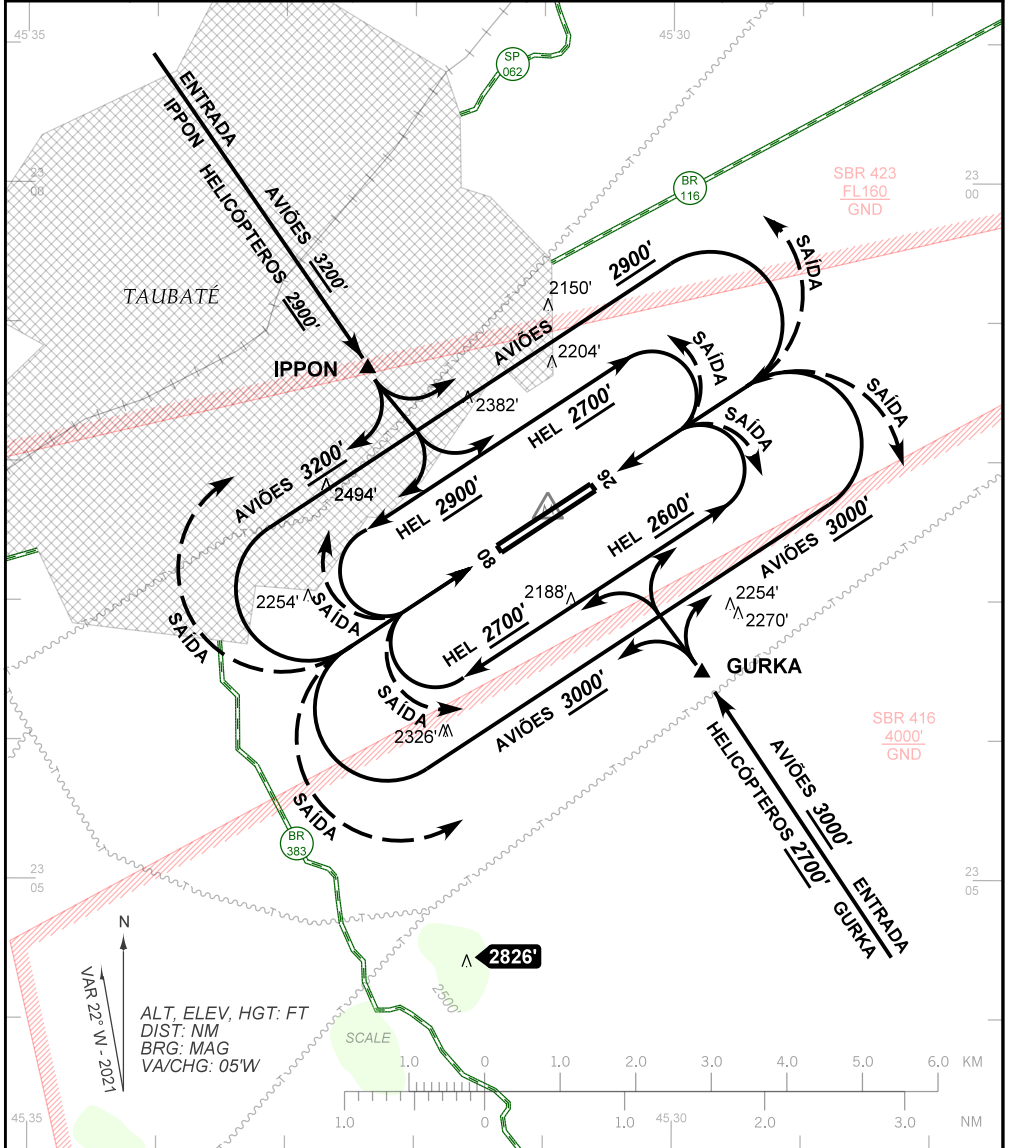 45 35
45 30
SP
062
ENTRADA
IPPON
HELICÓPTEROS 2900'
AVIÕES 3200'
23
00
BR
116
SBR 423
FL160
GND
23
00
TAUBATÉ
2900'
AVIÕES
SAÍDA
2150'
IPPON
2204'
SAÍDA
2382'
HEL 2700'
SAÍDA
SAÍDA
AVIÕES 3200'
2494'
HEL 2900'
26
08
HEL 2600'
AVIÕES 3000'
2254'
SAÍDA
2188'
2254'
2270'
SAÍDA
HEL 2700'
GURKA
SAÍDA
AVIÕES 3000'
2326'
SBR 416
4000'
GND
HELICÓPTEROS 2700'
AVIÕES 3000'
SAÍDA
BR
383
23
05
23
05
ENTRADA
GURKA
N
2826'
2500'
VAR 22° W - 2021
ALT, ELEV, HGT: FT
DIST: NM
BRG: MAG
VA/CHG: 05'W
SCALE
1.0 0 1.0 2.0 3.0 4.0 5.0 6.0 KM
1.0 0 1.0 2.0 3.0 NM
45 35
45 30